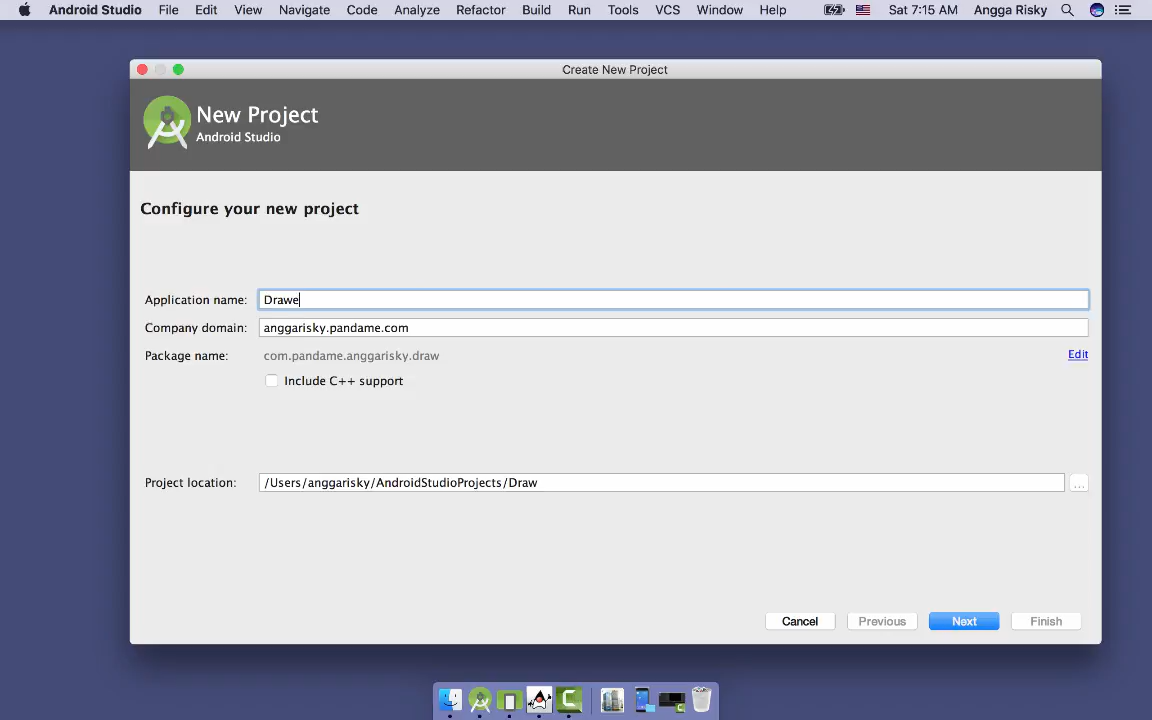 Android Studio File Edit View Navigate Code Analyze Refactor Build Run Tools VCS Window Help Sat 7:15 AM Angga Risky
Create New Project
New Project
Android Studio
Configure your new project
Application name: Drawe
Company domain: anggarisky.pandame.com
Package name: com.pandame.anggarisky.draw Edit
Include C++ support
Project location: /Users/anggarisky/AndroidStudioProjects/Draw ...
Cancel Previous Next Finish